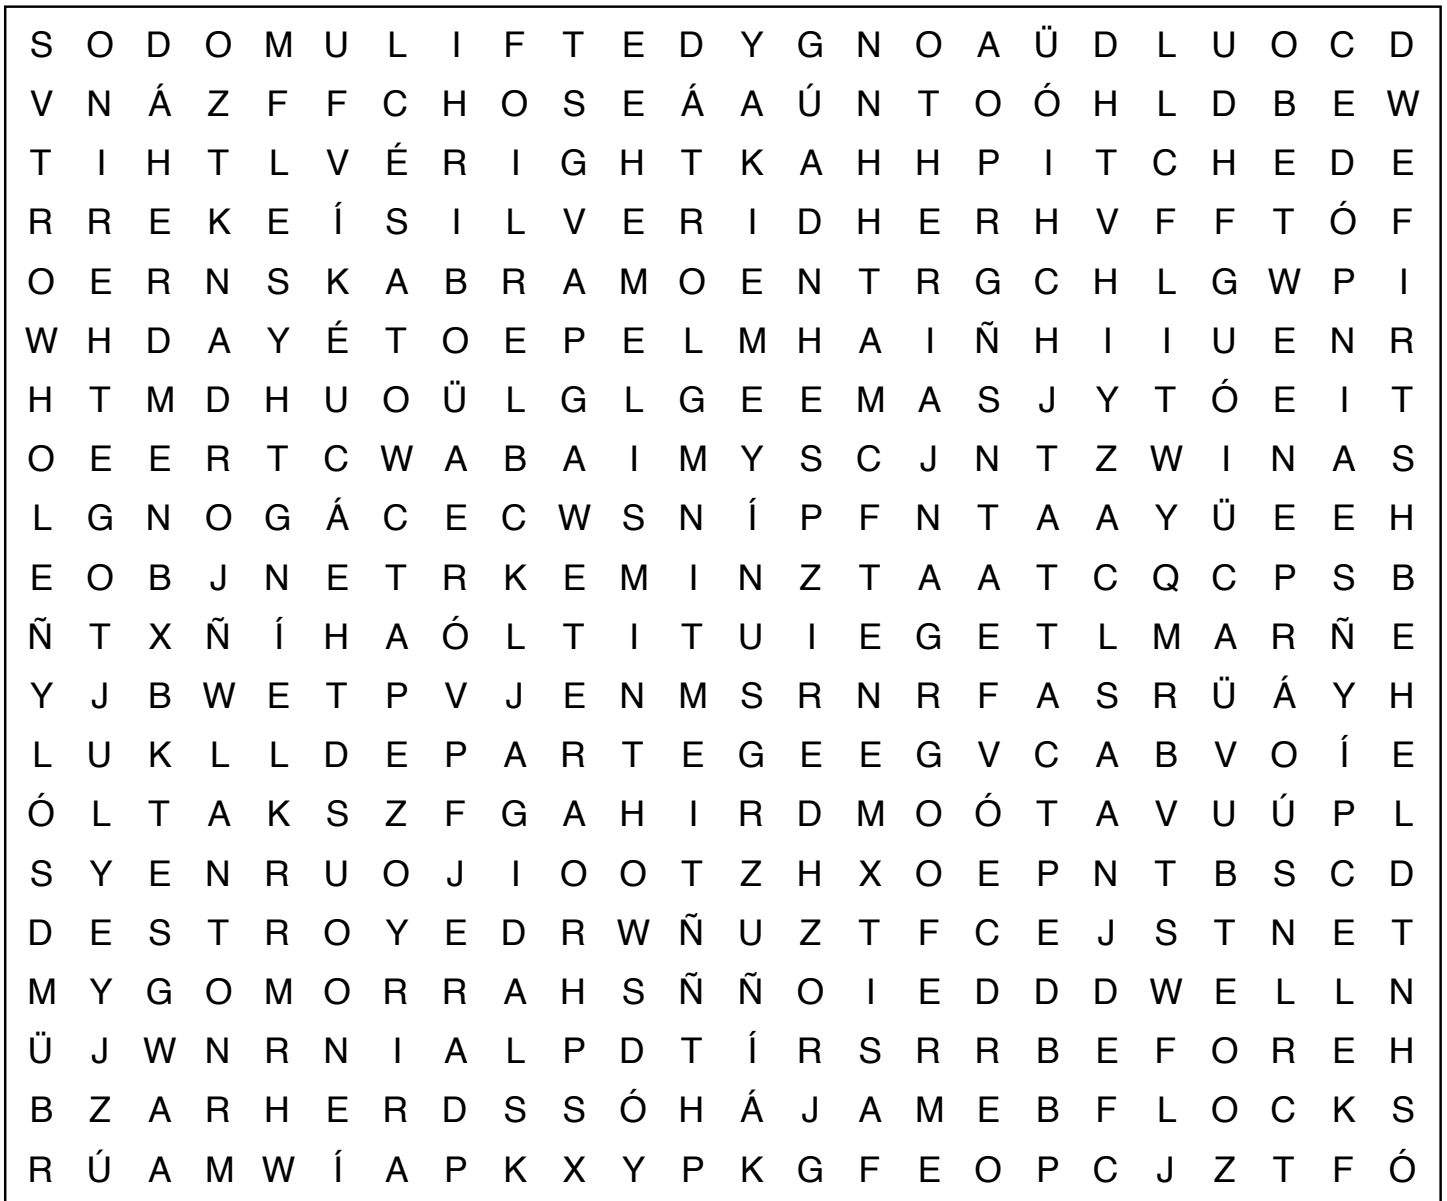 S O D O M U L I F T E D Y G N O A Ü D L U O C D
V N Á Z F F C H O S E Á A Ú N T O Ó H L D B E W
T I H T L V É R I G H T K A H H P I T C H E D E
R R E K E Í S I L V E R I D H E R H V F F T Ó F
O E R N S K A B R A M O E N T R G C H L G W P I
W H D A Y É T O E P E L M H A I Ñ H I I U E N R
H T M D H U O Ü L G L G E E M A S J Y T Ó E I T
O E E R T C W A B A I M Y S C J N T Z W I N A S
L G N O G Á C E C W S N Í P F N T A A Y Ü E E H
E O B J N E T R K E M I N Z T A A T C Q C P S B
Ñ T X Ñ Í H A Ó L T I T U I E G E T L M A R Ñ E
Y J B W E T P V J E N M S R N R F A S R Ü Á Y H
L U K L L D E P A R T E G E E G V C A B V O Í E
Ó L T A K S Z F G A H I R D M O Ó T A V U Ú P L
S Y E N R U O J I O O T Z H X O E P N T B S C D
D E S T R O Y E D R W Ñ U Z T F C E J S T N E T
M Y G O M O R R A H S Ñ Ñ O I E D D D W E L L N
Ü J W N R N I A L P D T Í R S R R B E F O R E H
B Z A R H E R D S S Ó H Á J A M E B F L O C K S
R Ú A M W Í A P K X Y P K G F E O P C J Z T F Ó